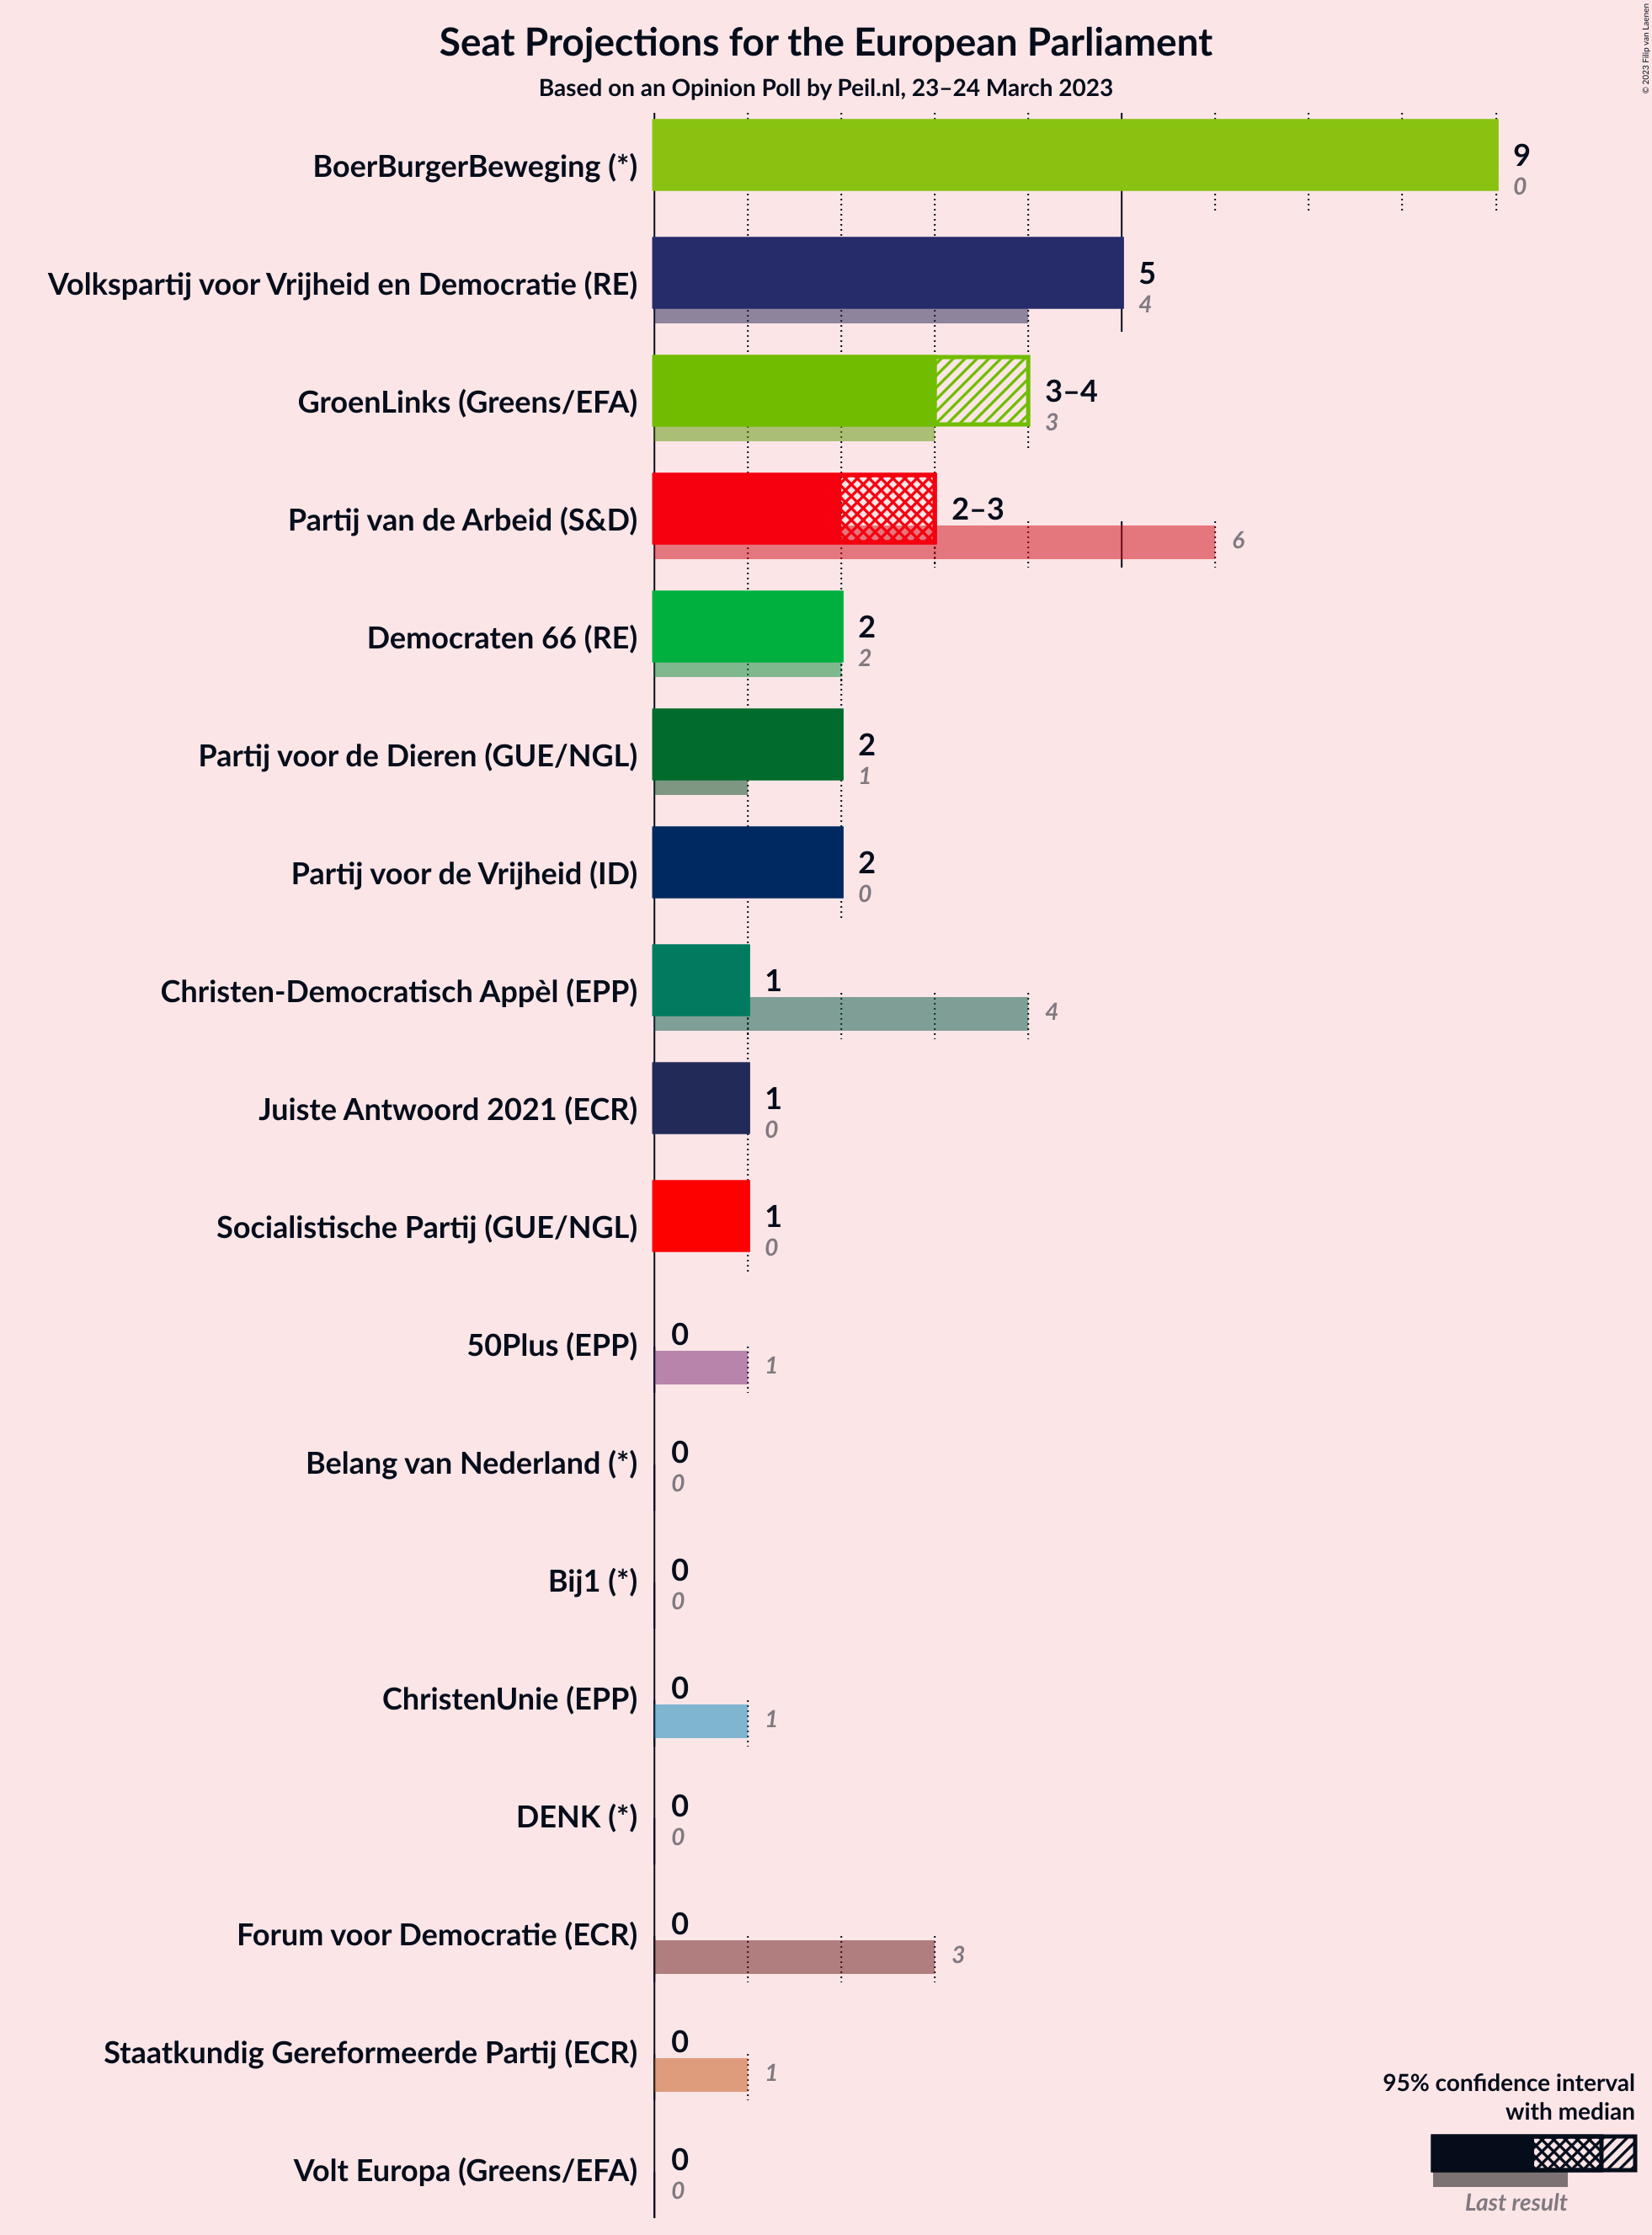 Seat Projections for the European Parliament
Based on an Opinion Poll by Peil.nl, 23–24 March 2023
© 2023 Filip van Laenen
BoerBurgerBeweging (*)
9
0
Volkspartij voor Vrijheid en Democratie (RE)
5
4
GroenLinks (Greens/EFA)
3–4
3
Partij van de Arbeid (S&D)
2–3
6
Democraten 66 (RE)
2
2
Partij voor de Dieren (GUE/NGL)
2
1
Partij voor de Vrijheid (ID)
2
0
Christen-Democratisch Appèl (EPP)
1
4
Juiste Antwoord 2021 (ECR)
1
0
Socialistische Partij (GUE/NGL)
1
0
50Plus (EPP)
0
1
Belang van Nederland (*)
0
0
Bij1 (*)
0
0
ChristenUnie (EPP)
0
1
DENK (*)
0
0
Forum voor Democratie (ECR)
0
3
Staatkundig Gereformeerde Partij (ECR)
0
1
Volt Europa (Greens/EFA)
0
0
95% confidence interval
with median
Last result